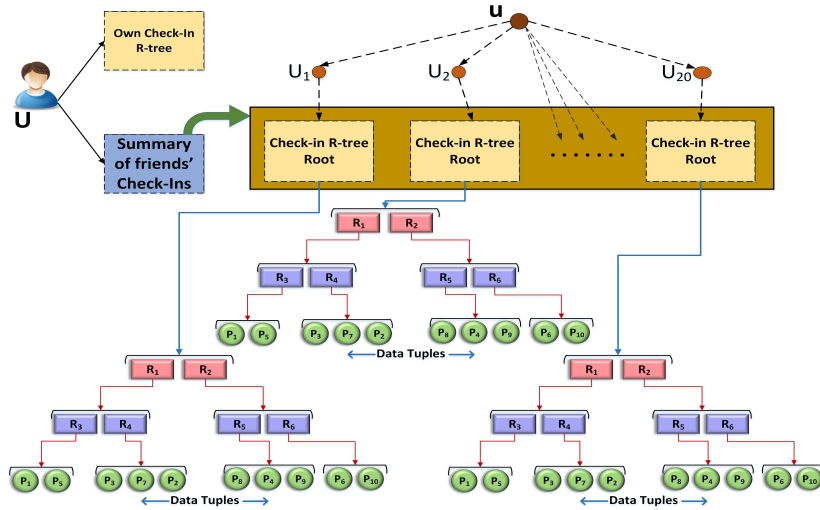 u
Own Check-In
R-tree
U
Summary
of friends'
Check-Ins
U1
U2
U20
Check-in R-tree
Root
Check-in R-tree
Root
.......
Check-in R-tree
Root
R1 R2
R3 R4 R5 R6
P1 P5 P3 P7 P2 P8 P4 P9 P6 P10
Data Tuples
R1 R2
R3 R4 R5 R6
P1 P5 P3 P7 P2 P8 P4 P9 P6 P10
Data Tuples
R1 R2
R3 R4 R5 R6
P1 P5 P3 P7 P2 P8 P4 P9 P6 P10
Data Tuples